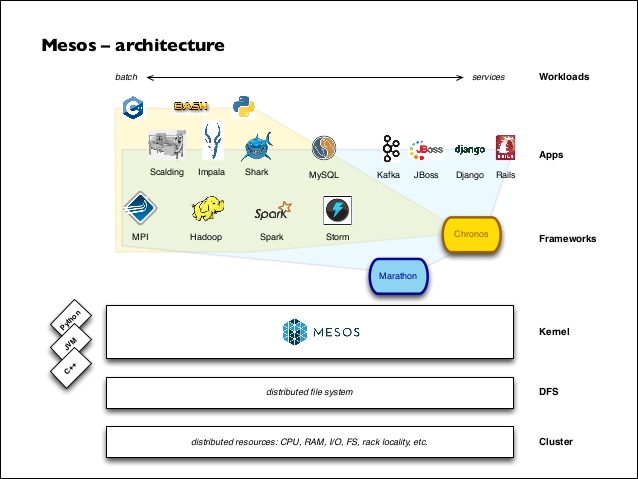 Mesos – architecture
batch
services
Workloads
BASH
Scalding
Impala
Shark
MySQL
Kafka
JBoss
JBoss
django
Django
RAILS
Rails
Apps
MPI
Hadoop
Spark
Spark
Storm
Chronos
Frameworks
Marathon
Python
JVM
C++
MESOS
Kernel
distributed file system
DFS
distributed resources: CPU, RAM, I/O, FS, rack locality, etc.
Cluster